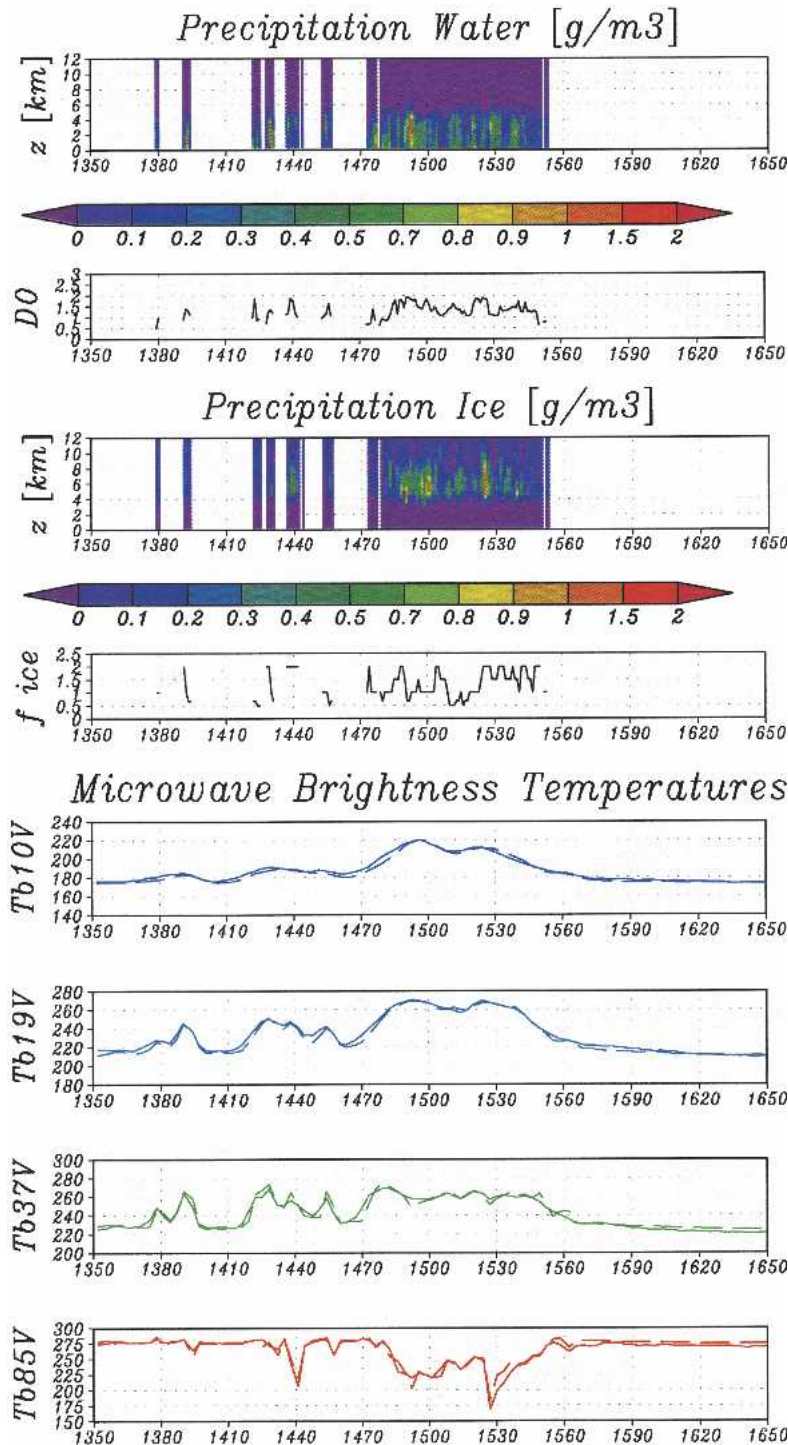 Precipitation Water [g/m3]
z [km]
12
10
8
6
4
2
0
1350 1380 1410 1440 1470 1500 1530 1560 1590 1620 1650
0 0.1 0.2 0.3 0.4 0.5 0.7 0.8 0.9 1 1.5 2
D0
3
2.5
2
1.5
1
0.5
0
1350 1380 1410 1440 1470 1500 1530 1560 1590 1620 1650
Precipitation Ice [g/m3]
z [km]
12
10
8
6
4
2
0
1350 1380 1410 1440 1470 1500 1530 1560 1590 1620 1650
0 0.1 0.2 0.3 0.4 0.5 0.7 0.8 0.9 1 1.5 2
f ice
2.5
2
1.5
1
0.5
0
1350 1380 1410 1440 1470 1500 1530 1560 1590 1620 1650
Microwave Brightness Temperatures
Tb10V
240
220
200
180
160
140
1350 1380 1410 1440 1470 1500 1530 1560 1590 1620 1650
Tb19V
280
260
240
220
200
180
1350 1380 1410 1440 1470 1500 1530 1560 1590 1620 1650
Tb37V
300
280
260
240
220
200
1350 1380 1410 1440 1470 1500 1530 1560 1590 1620 1650
Tb85V
300
275
250
225
200
175
150
1350 1380 1410 1440 1470 1500 1530 1560 1590 1620 1650